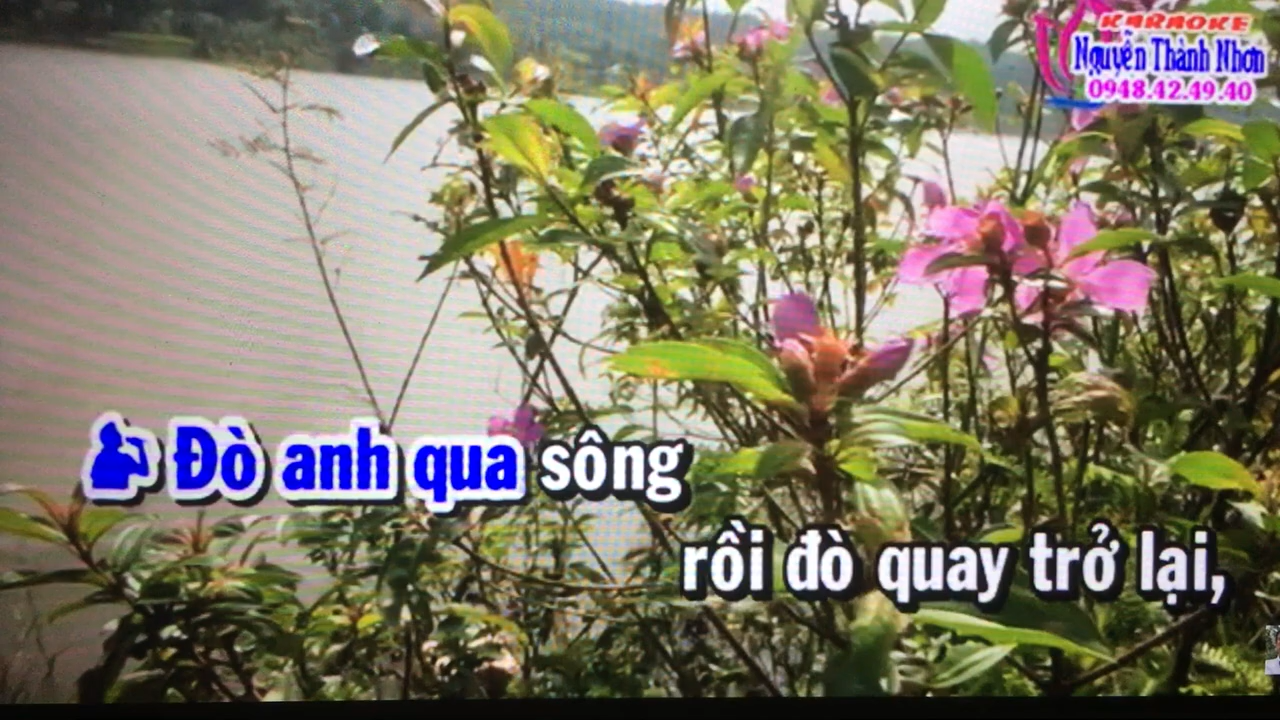 KARAOKE
Nguyễn Thành Nhơn
0948.42.49.40
Đò anh qua sông
rồi đò quay trở lại,